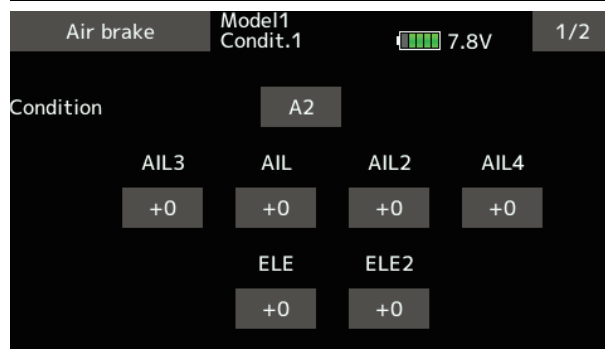 Air brake
Model1
Condit.1
7.8V
1/2
Condition
A2
AIL3 AIL AIL2 AIL4
+0 +0 +0 +0
ELE ELE2
+0 +0